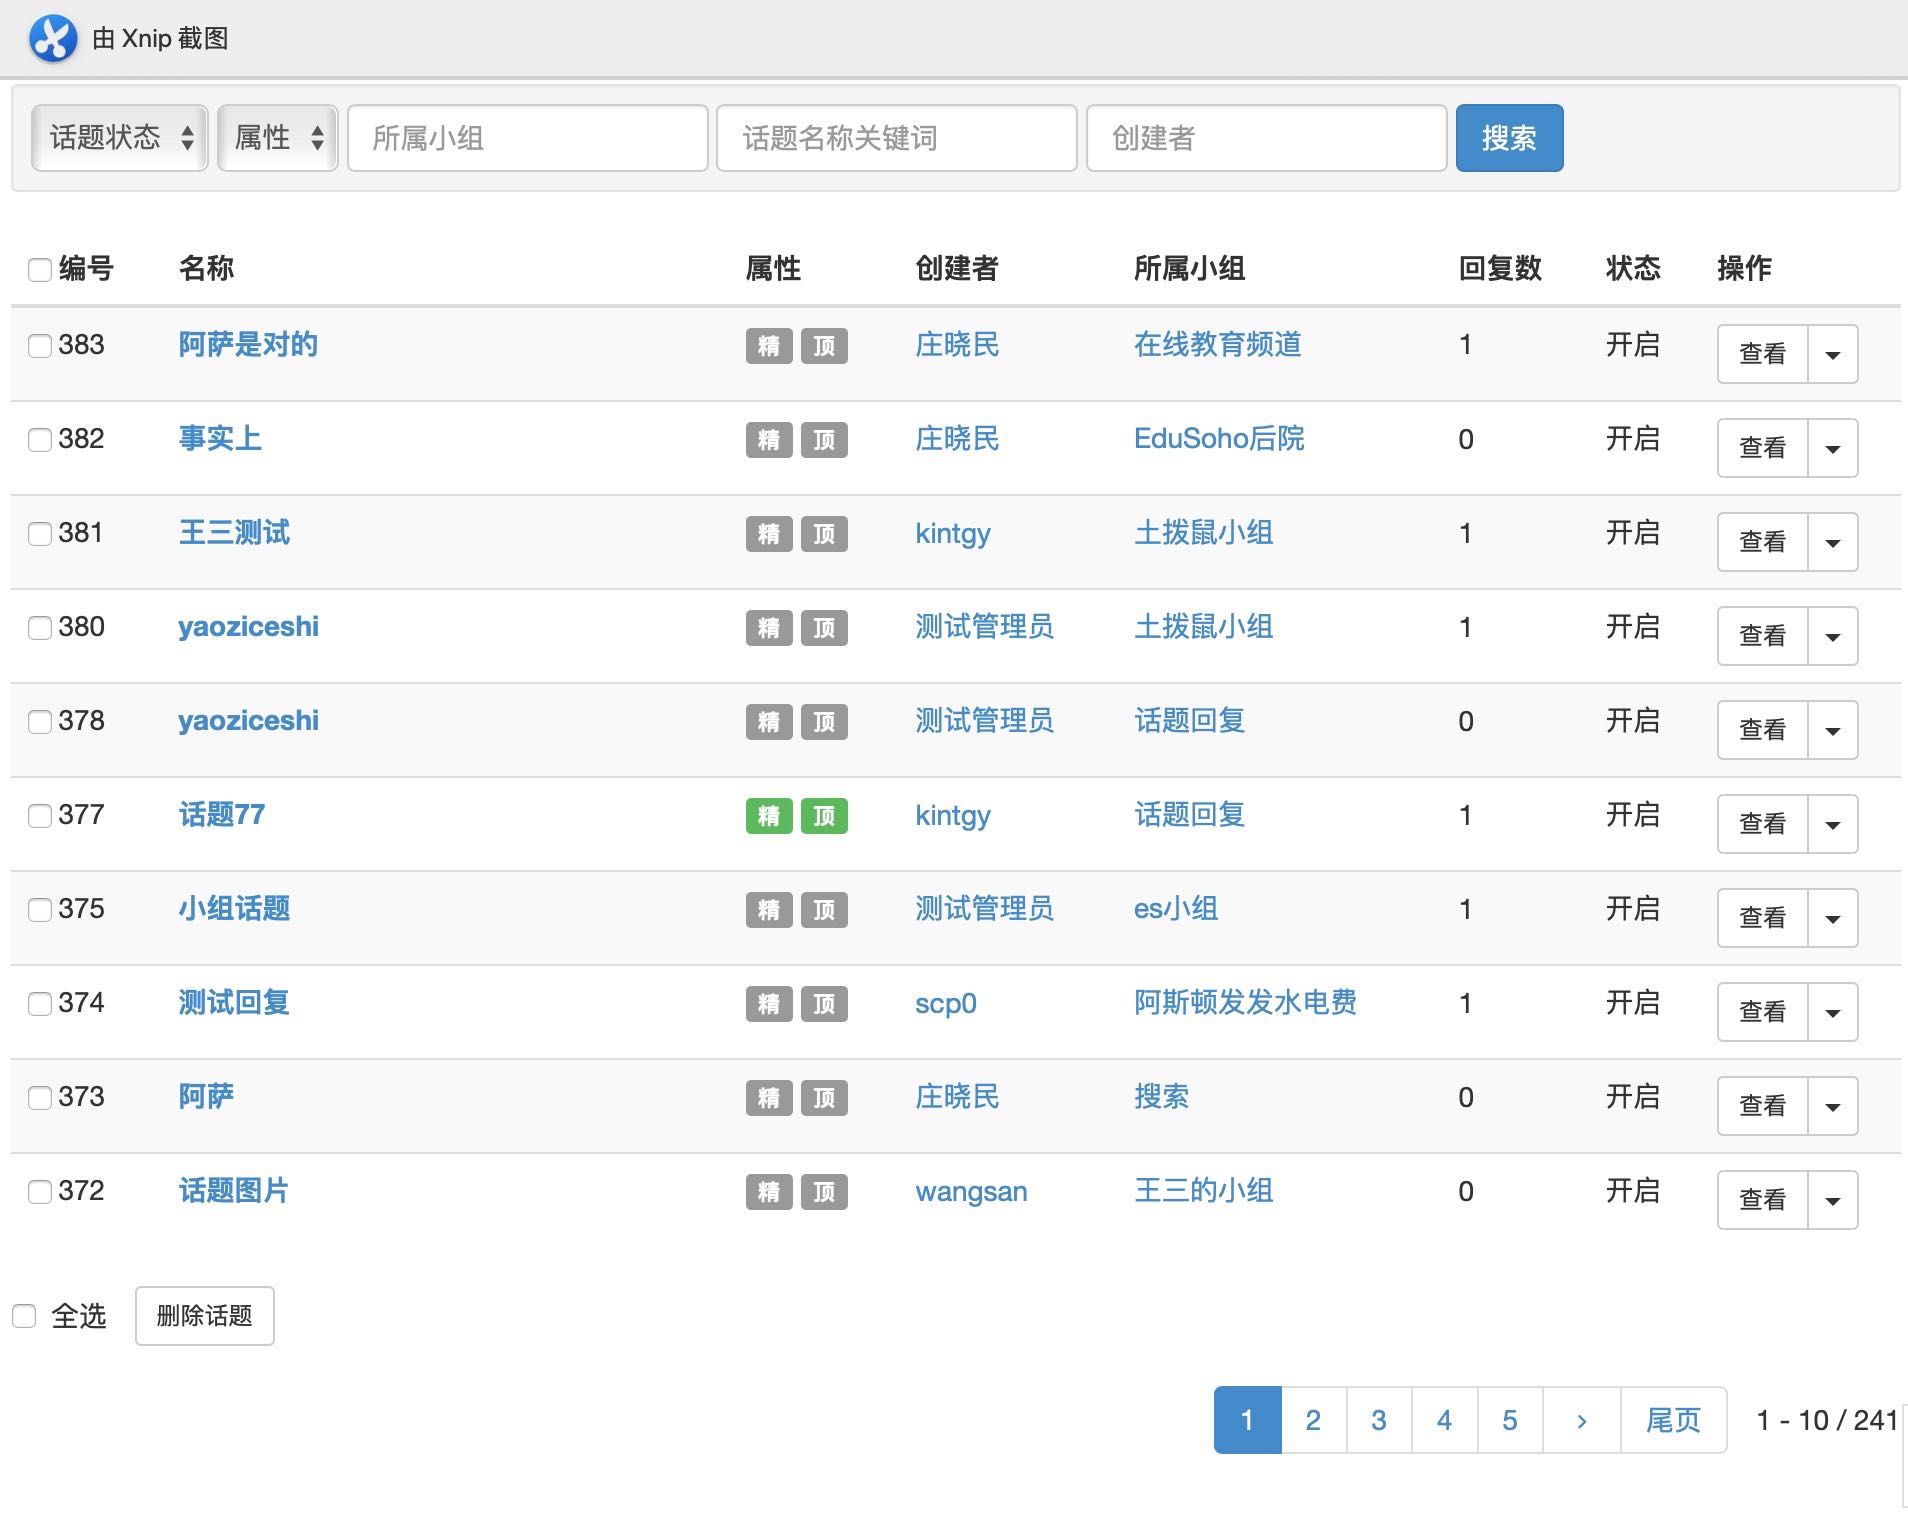 由 Xnip 截图
话题状态 属性 所属小组 话题名称关键词 创建者 搜索
编号 名称 属性 创建者 所属小组 回复数 状态 操作
383 阿萨是对的 精 顶 庄晓民 在线教育频道 1 开启 查看
382 事实上 精 顶 庄晓民 EduSoho后院 0 开启 查看
381 王三测试 精 顶 kintgy 土拨鼠小组 1 开启 查看
380 yaoziceshi 精 顶 测试管理员 土拨鼠小组 1 开启 查看
378 yaoziceshi 精 顶 测试管理员 话题回复 0 开启 查看
377 话题77 精 顶 kintgy 话题回复 1 开启 查看
375 小组话题 精 顶 测试管理员 es小组 1 开启 查看
374 测试回复 精 顶 scp0 阿斯顿发发水电费 1 开启 查看
373 阿萨 精 顶 庄晓民 搜索 0 开启 查看
372 话题图片 精 顶 wangsan 王三的小组 0 开启 查看
全选 删除话题
1 2 3 4 5 › 尾页 1 - 10 / 241